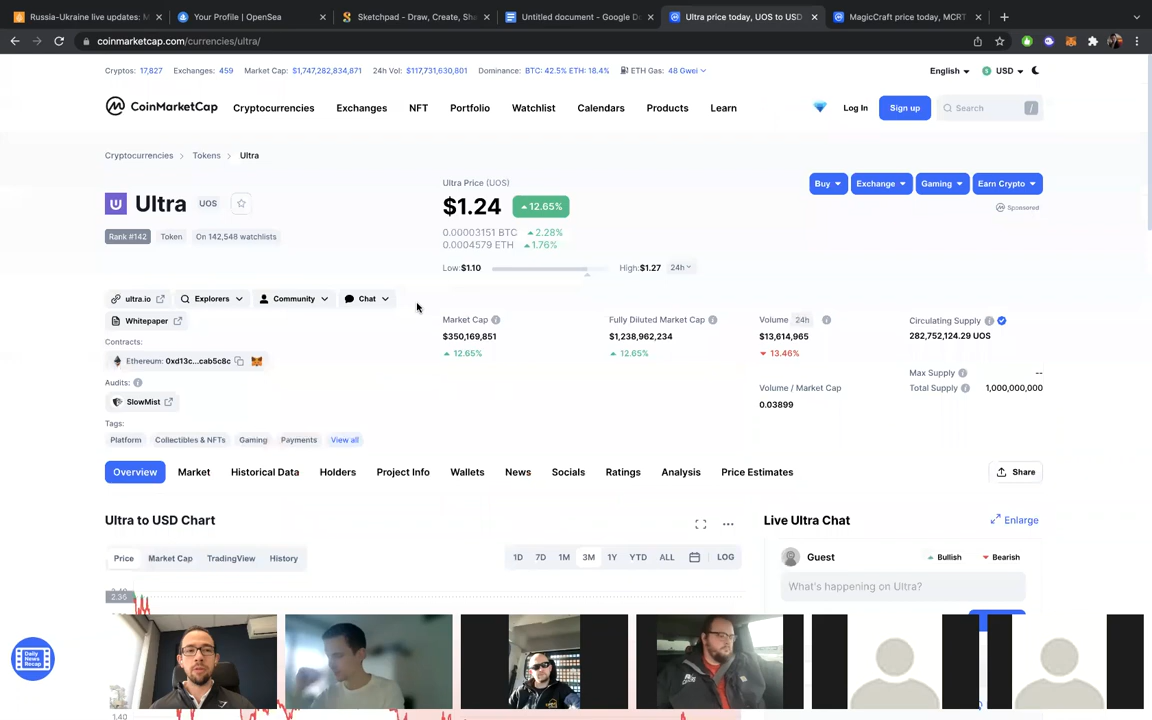 Russia-Ukraine live updates: M
Your Profile | OpenSea
Sketchpad - Draw, Create, Sha
Untitled document - Google Do
Ultra price today, UOS to USD
MagicCraft price today, MCRT
coinmarketcap.com/currencies/ultra/
Cryptos: 17,827 Exchanges: 459 Market Cap: $1,747,282,834,871 24h Vol: $117,731,630,801 Dominance: BTC: 42.5% ETH: 18.4% ETH Gas: 48 Gwei
English USD
CoinMarketCap Cryptocurrencies Exchanges NFT Portfolio Watchlist Calendars Products Learn Log In Sign up Search /
Cryptocurrencies Tokens Ultra
Ultra UOS
Rank #142 Token On 142,548 watchlists
Ultra Price (UOS)
$1.24 12.65%
0.00003151 BTC 2.28%
0.0004579 ETH 1.76%
Low: $1.10 High: $1.27 24h
Buy Exchange Gaming Earn Crypto
Sponsored
ultra.io Explorers Community Chat
Whitepaper
Contracts:
Ethereum: 0xd13c...cab5c8c
Audits:
SlowMist
Tags:
Platform Collectibles & NFTs Gaming Payments View all
Market Cap
$350,169,851
12.65%
Fully Diluted Market Cap
$1,238,962,234
12.65%
Volume 24h
$13,614,965
13.46%
Volume / Market Cap
0.03899
Circulating Supply
282,752,124.29 UOS
Max Supply --
Total Supply 1,000,000,000
Overview Market Historical Data Holders Project Info Wallets News Socials Ratings Analysis Price Estimates Share
Ultra to USD Chart
Price Market Cap TradingView History
1D 7D 1M 3M 1Y YTD ALL LOG
2.36
1.40
Live Ultra Chat Enlarge
Guest Bullish Bearish
What's happening on Ultra?
Daily
News
Recap